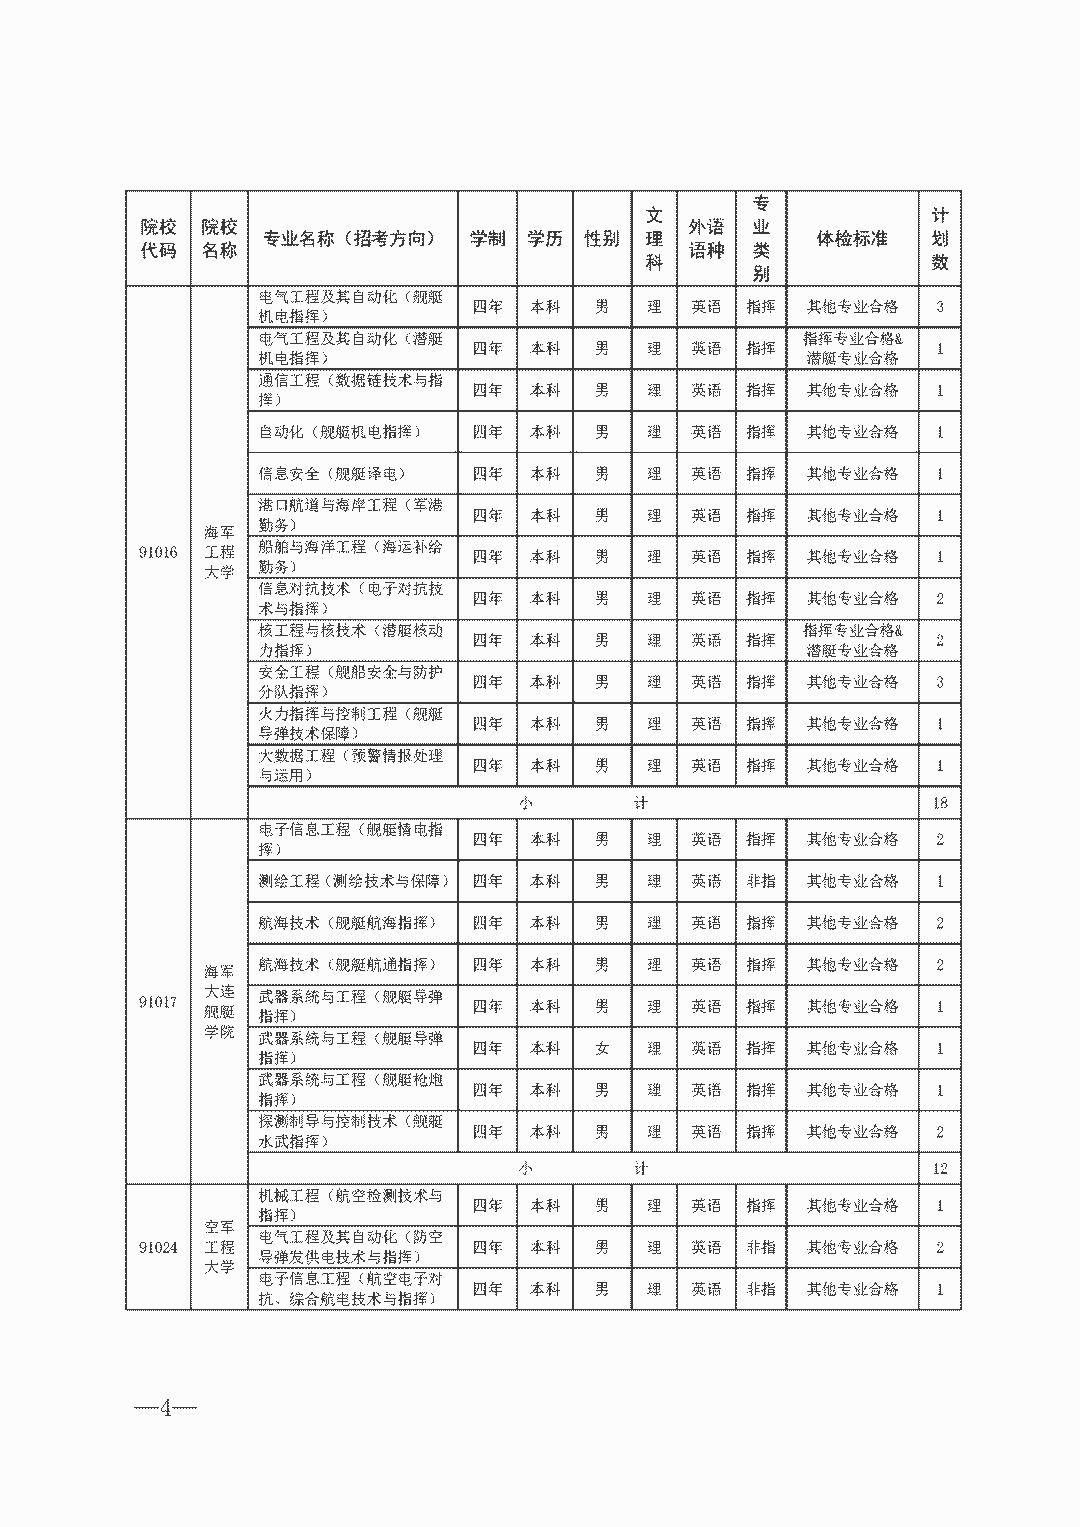 院校代码 院校名称 专业名称（招考方向） 学制 学历 性别 文理科 外语语种 专业类别 体检标准 计划数
91016 海军工程大学
电气工程及其自动化（舰艇机电指挥） 四年 本科 男 理 英语 指挥 其他专业合格 3
电气工程及其自动化（潜艇机电指挥） 四年 本科 男 理 英语 指挥 指挥专业合格&潜艇专业合格 1
通信工程（数据链技术与指挥） 四年 本科 男 理 英语 指挥 其他专业合格 1
自动化（舰艇机电指挥） 四年 本科 男 理 英语 指挥 其他专业合格 1
信息安全（舰艇译电） 四年 本科 男 理 英语 指挥 其他专业合格 1
港口航道与海岸工程（军港勤务） 四年 本科 男 理 英语 指挥 其他专业合格 1
船舶与海洋工程（海运补给勤务） 四年 本科 男 理 英语 指挥 其他专业合格 1
信息对抗技术（电子对抗技术与指挥） 四年 本科 男 理 英语 指挥 其他专业合格 2
核工程与核技术（潜艇核动力指挥） 四年 本科 男 理 英语 指挥 指挥专业合格&潜艇专业合格 2
安全工程（舰船安全与防护分队指挥） 四年 本科 男 理 英语 指挥 其他专业合格 3
火力指挥与控制工程（舰艇导弹技术保障） 四年 本科 男 理 英语 指挥 其他专业合格 1
大数据工程（预警情报处理与运用） 四年 本科 男 理 英语 指挥 其他专业合格 1
小 计 18
91017 海军大连舰艇学院
电子信息工程（舰艇情电指挥） 四年 本科 男 理 英语 指挥 其他专业合格 2
测绘工程（测绘技术与保障） 四年 本科 男 理 英语 非指 其他专业合格 1
航海技术（舰艇航海指挥） 四年 本科 男 理 英语 指挥 其他专业合格 2
航海技术（舰艇航通指挥） 四年 本科 男 理 英语 指挥 其他专业合格 2
武器系统与工程（舰艇导弹指挥） 四年 本科 男 理 英语 指挥 其他专业合格 1
武器系统与工程（舰艇导弹指挥） 四年 本科 女 理 英语 指挥 其他专业合格 1
武器系统与工程（舰艇枪炮指挥） 四年 本科 男 理 英语 指挥 其他专业合格 1
探测制导与控制技术（舰艇水武指挥） 四年 本科 男 理 英语 指挥 其他专业合格 2
小 计 12
91024 空军工程大学
机械工程（航空检测技术与指挥） 四年 本科 男 理 英语 指挥 其他专业合格 1
电气工程及其自动化（防空导弹发供电技术与指挥） 四年 本科 男 理 英语 非指 其他专业合格 2
电子信息工程（航空电子对抗、综合航电技术与指挥） 四年 本科 男 理 英语 非指 其他专业合格 1
—4—